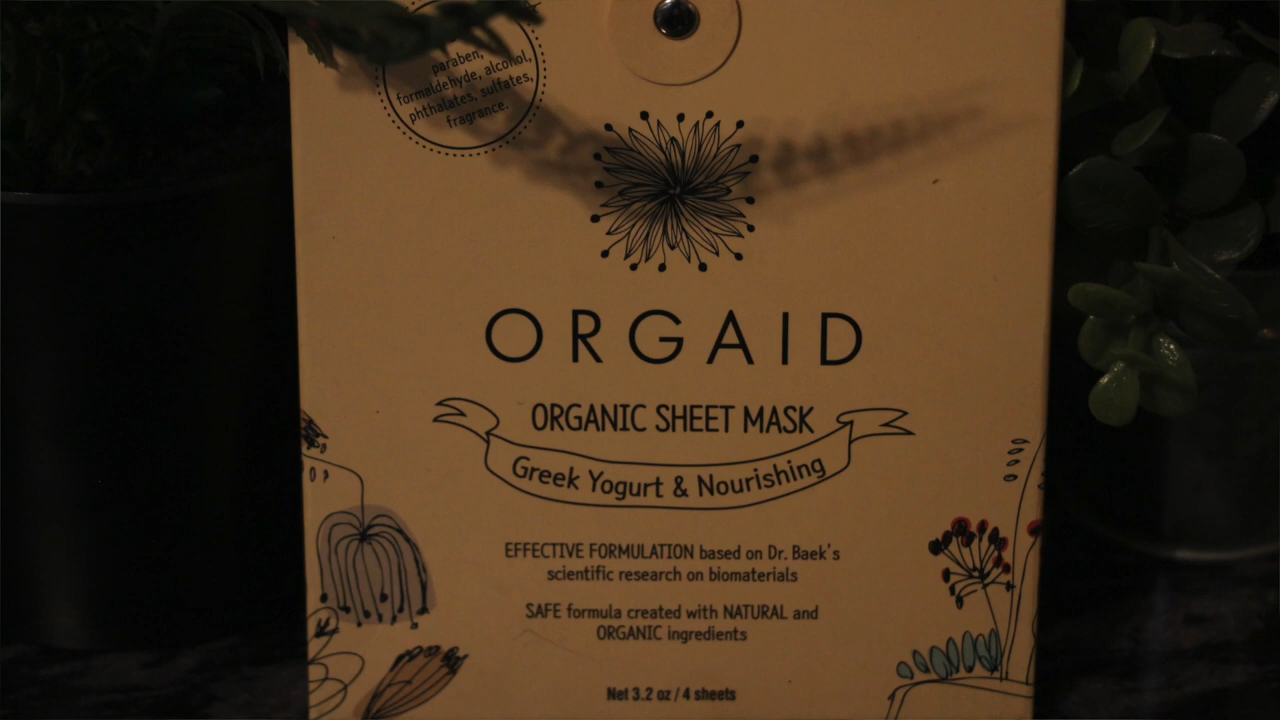 paraben,
formaldehyde, alcohol,
phthalates, sulfates,
fragrance.
ORGAID
ORGANIC SHEET MASK
Greek Yogurt & Nourishing
EFFECTIVE FORMULATION based on Dr. Baek's
scientific research on biomaterials
SAFE formula created with NATURAL and
ORGANIC ingredients
Net 3.2 oz / 4 sheets